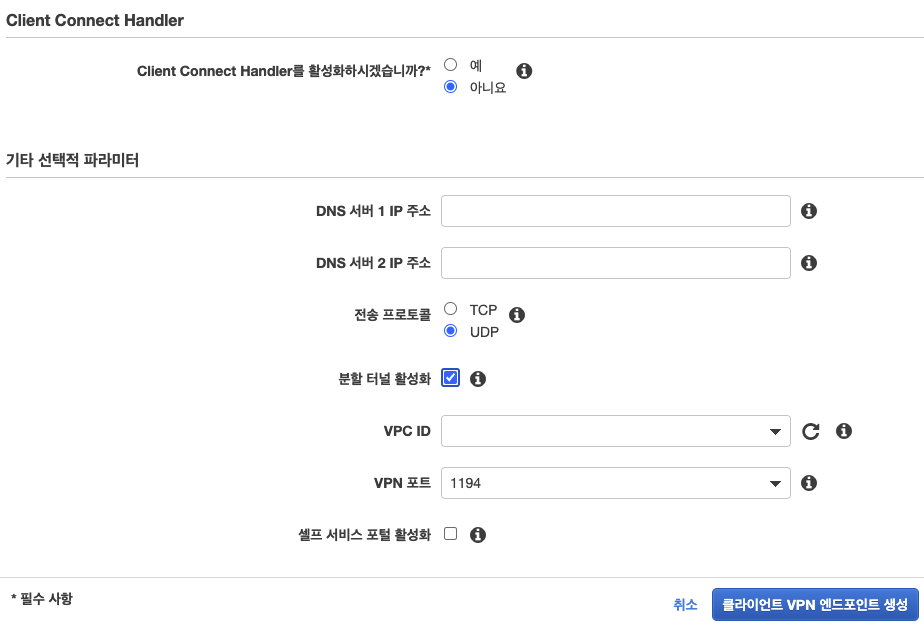 Client Connect Handler
Client Connect Handler를 활성화하시겠습니까?*
예
아니요
기타 선택적 파라미터
DNS 서버 1 IP 주소
DNS 서버 2 IP 주소
전송 프로토콜
TCP
UDP
분할 터널 활성화
VPC ID
VPN 포트
1194
셀프 서비스 포털 활성화
* 필수 사항
취소
클라이언트 VPN 엔드포인트 생성